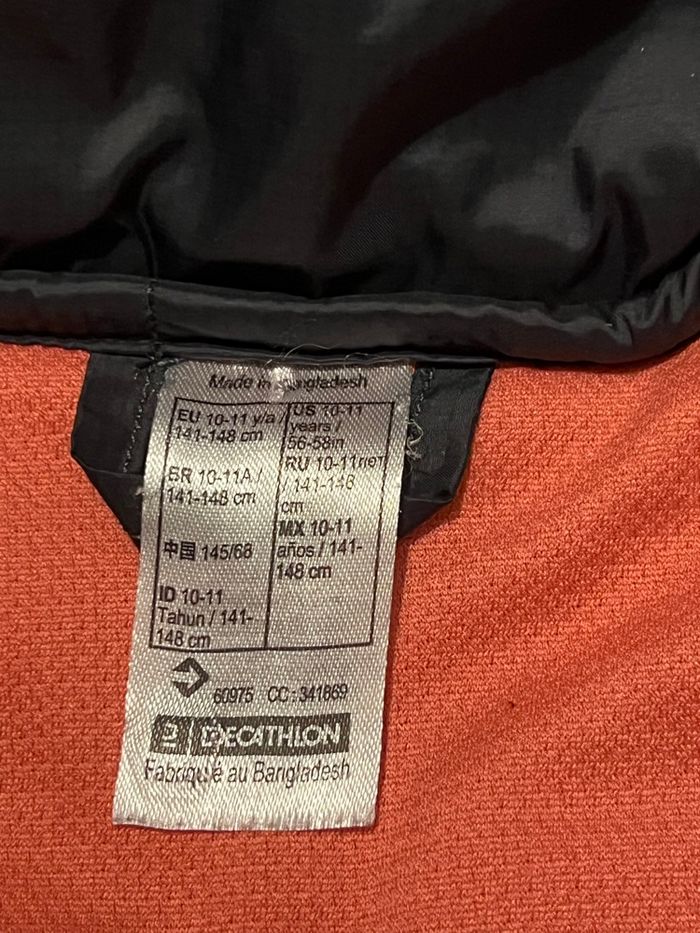 Made in Bangladesh
EU 10-11 y/a /
141-148 cm
BR 10-11A /
141-148 cm
中国 145/68
ID 10-11
Tahun / 141-
148 cm
US 10-11
years /
56-58in
RU 10-11лет
/ 141-148
cm
MX 10-11
años / 141-
148 cm
60975 CC : 341869
DECATHLON
Fabriqué au Bangladesh